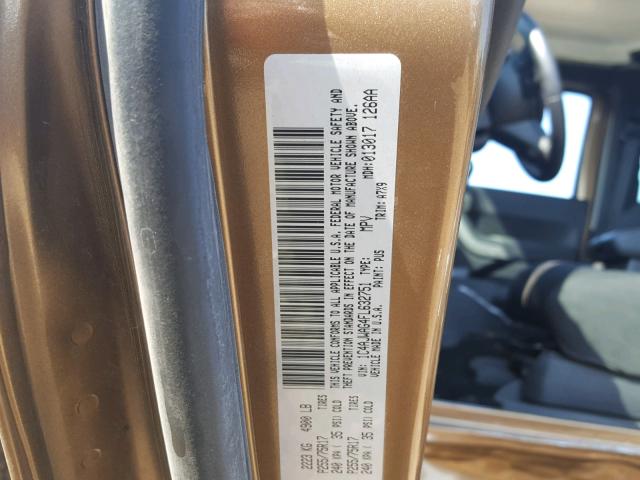 THIS VEHICLE CONFORMS TO ALL APPLICABLE U.S.A. FEDERAL MOTOR VEHICLE SAFETY AND
THEFT PREVENTION STANDARDS IN EFFECT ON THE DATE OF MANUFACTURE SHOWN ABOVE.
VIN: 1C4AJWAG4FL632751 TYPE: MPV MDH:013017 126AA
VEHICLE MADE IN U.S.A. PAINT: PUS TRIM: A7X9
2223 KG 4900 LB
P255/75R17 TIRES
240 KPA ( 35 PSI) COLD
P255/75R17 TIRES
240 KPA ( 35 PSI) COLD